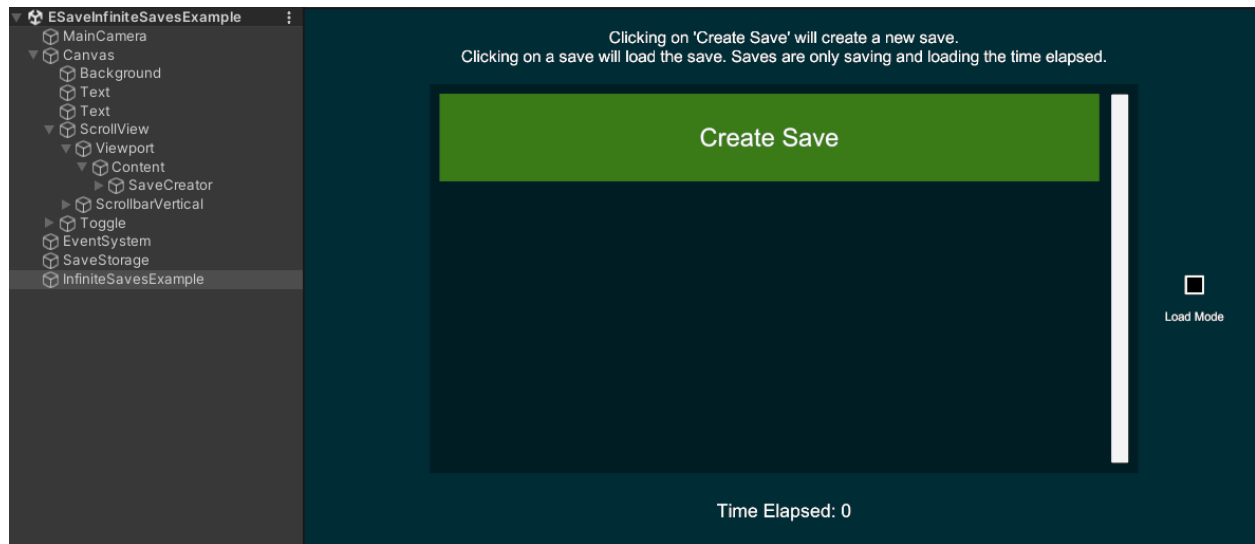 ESaveInfiniteSavesExample
MainCamera
Canvas
Background
Text
Text
ScrollView
Viewport
Content
SaveCreator
ScrollbarVertical
Toggle
EventSystem
SaveStorage
InfiniteSavesExample
Clicking on 'Create Save' will create a new save.
Clicking on a save will load the save. Saves are only saving and loading the time elapsed.
Create Save
Load Mode
Time Elapsed: 0